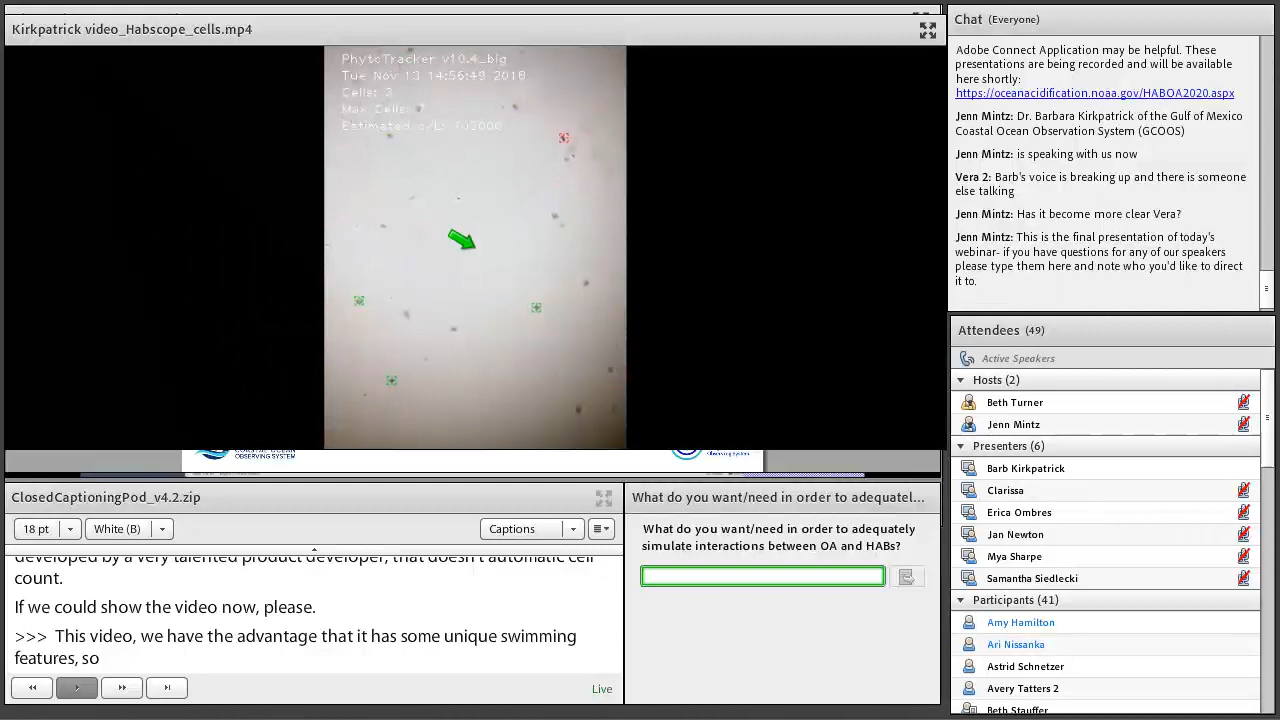 Kirkpatrick video_Habscope_cells.mp4
PhytoTracker v10.4_big
Tue Nov 13 14:56:49 2018
Cells: 3
Max Cells: 7
Estimated c/L: 703000
COASTAL OCEAN
OBSERVING SYSTEM
Observing System
ClosedCaptioningPod_v4.2.zip
18 pt
White (B)
Captions
developed by a very talented product developer, that doesn't automatic cell
count.
If we could show the video now, please.
>>> This video, we have the advantage that it has some unique swimming
features, so
Live
What do you want/need in order to adequatel...
What do you want/need in order to adequately
simulate interactions between OA and HABs?
Chat (Everyone)
Adobe Connect Application may be helpful. These
presentations are being recorded and will be available
here shortly:
https://oceanacidification.noaa.gov/HABOA2020.aspx
Jenn Mintz: Dr. Barbara Kirkpatrick of the Gulf of Mexico
Coastal Ocean Observation System (GCOOS)
Jenn Mintz: is speaking with us now
Vera 2: Barb's voice is breaking up and there is someone
else talking
Jenn Mintz: Has it become more clear Vera?
Jenn Mintz: This is the final presentation of today's
webinar- if you have questions for any of our speakers
please type them here and note who you'd like to direct
it to.
Attendees (49)
Active Speakers
Hosts (2)
Beth Turner
Jenn Mintz
Presenters (6)
Barb Kirkpatrick
Clarissa
Erica Ombres
Jan Newton
Mya Sharpe
Samantha Siedlecki
Participants (41)
Amy Hamilton
Ari Nissanka
Astrid Schnetzer
Avery Tatters 2
Beth Stauffer